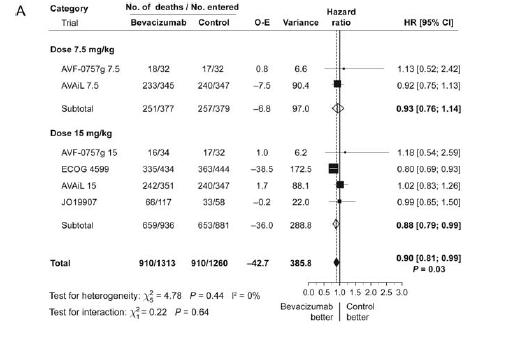 A
Category No. of deaths / No. entered Hazard
Trial Bevacizumab Control O-E Variance ratio HR [95% CI]
Dose 7.5 mg/kg
AVF-0757g 7.5 18/32 17/32 0.8 6.6 1.13 [0.52; 2.42]
AVAiL 7.5 233/345 240/347 −7.5 90.4 0.92 [0.75; 1.13]
Subtotal 251/377 257/379 −6.8 97.0 0.93 [0.76; 1.14]
Dose 15 mg/kg
AVF-0757g 15 16/34 17/32 1.0 6.2 1.18 [0.54; 2.59]
ECOG 4599 335/434 363/444 −38.5 172.5 0.80 [0.69; 0.93]
AVAiL 15 242/351 240/347 1.7 88.1 1.02 [0.83; 1.26]
JO19907 66/117 33/58 −0.2 22.0 0.99 [0.65; 1.50]
Subtotal 659/936 653/881 −36.0 288.8 0.88 [0.79; 0.99]
Total 910/1313 910/1260 −42.7 385.8 0.90 [0.81; 0.99]
P = 0.03
0.0 0.5 1.0 1.5 2.0 2.5 3.0
Test for heterogeneity: χ²₅ = 4.78 P = 0.44 I² = 0%
Test for interaction: χ²₁ = 0.22 P = 0.64
Bevacizumab Control
better better